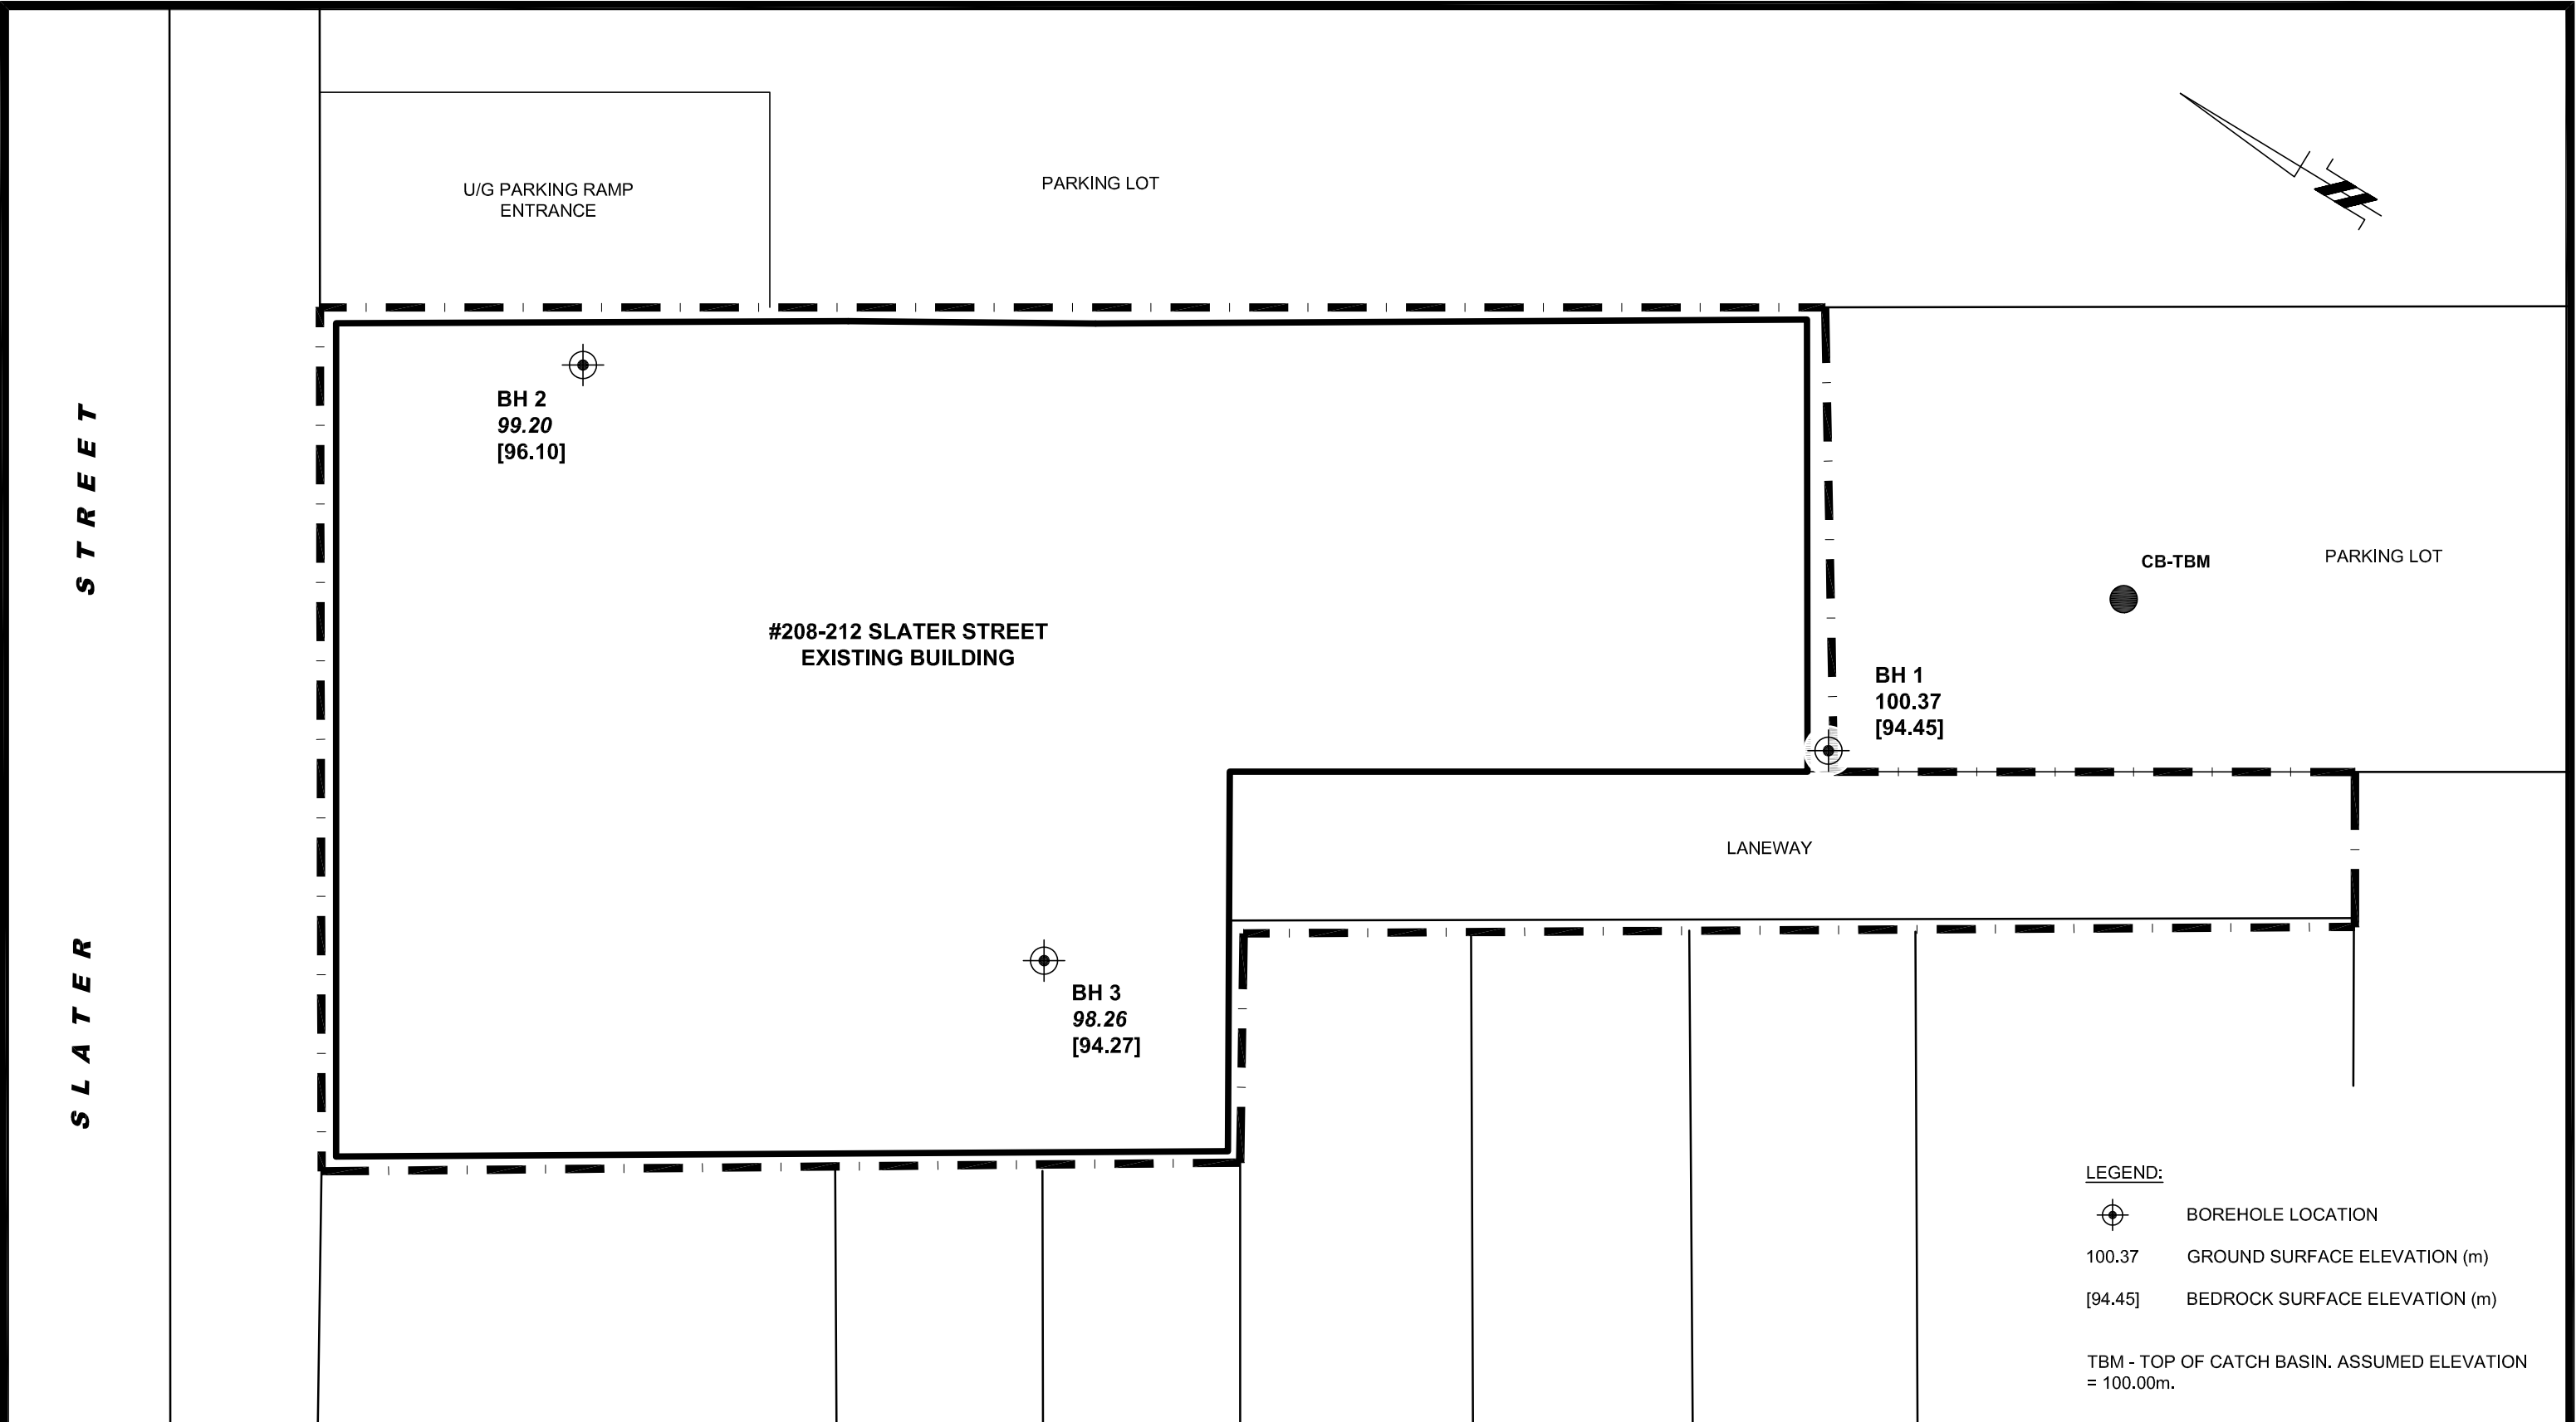 U/G PARKING RAMP
ENTRANCE
PARKING LOT
BH 2
99.20
[96.10]
SLATER STREET
#208-212 SLATER STREET
EXISTING BUILDING
CB-TBM
PARKING LOT
BH 1
100.37
[94.45]
LANEWAY
BH 3
98.26
[94.27]
LEGEND:
BOREHOLE LOCATION
100.37 GROUND SURFACE ELEVATION (m)
[94.45] BEDROCK SURFACE ELEVATION (m)
TBM - TOP OF CATCH BASIN. ASSUMED ELEVATION
= 100.00m.